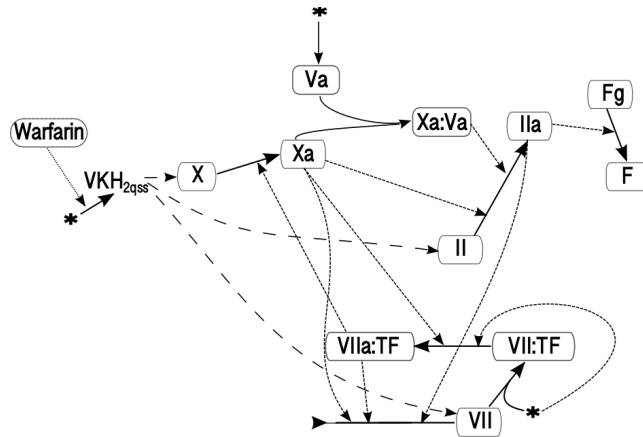 *
Va
Fg
Xa:Va
IIa
Warfarin
Xa
X
F
VKH2qss
*
II
VIIa:TF
VII:TF
VII
*